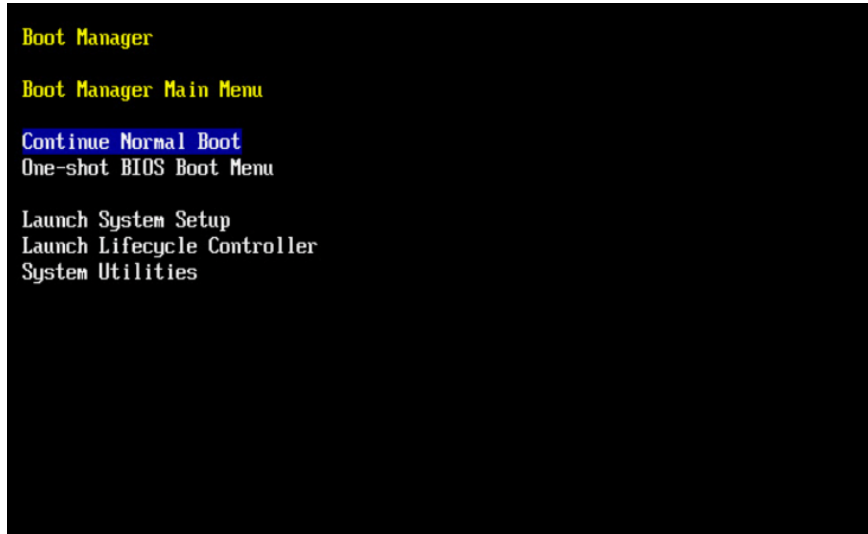 Boot Manager
Boot Manager Main Menu
Continue Normal Boot
One-shot BIOS Boot Menu
Launch System Setup
Launch Lifecycle Controller
System Utilities